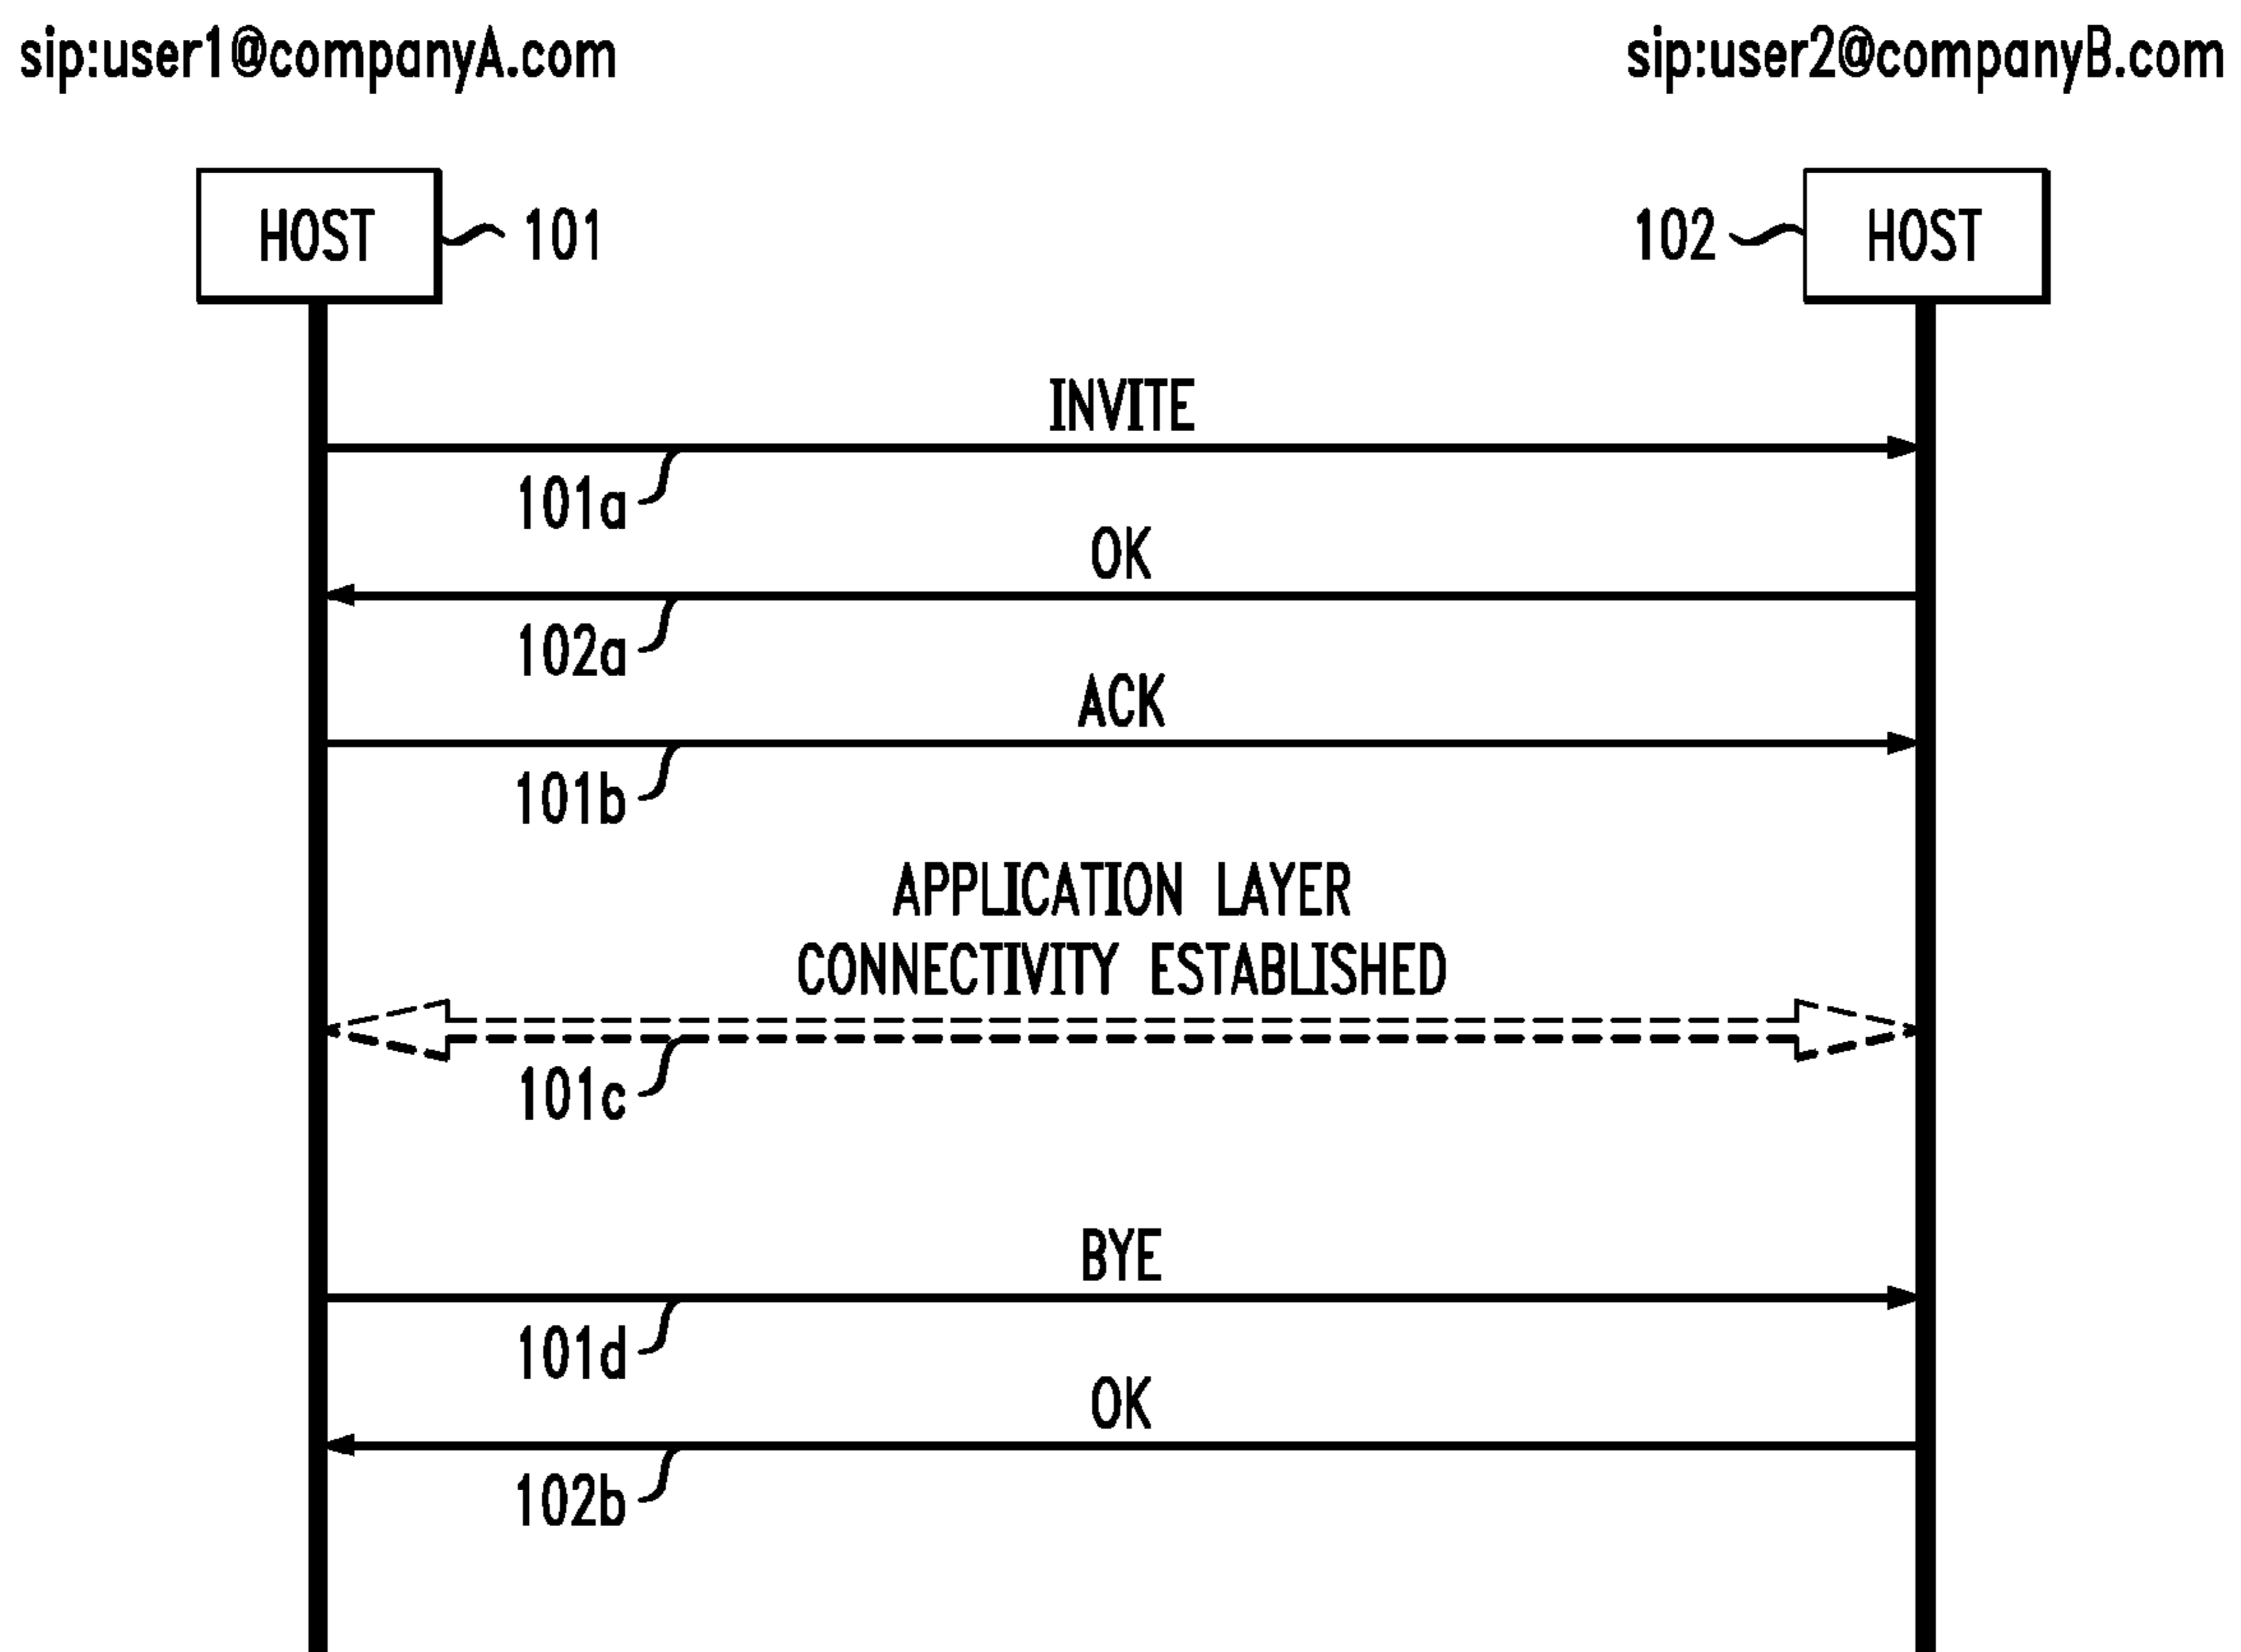 sip:user1@companyA.com
sip:user2@companyB.com
HOST
101
102
HOST
INVITE
101a
OK
102a
ACK
101b
APPLICATION LAYER
CONNECTIVITY ESTABLISHED
101c
BYE
101d
OK
102b